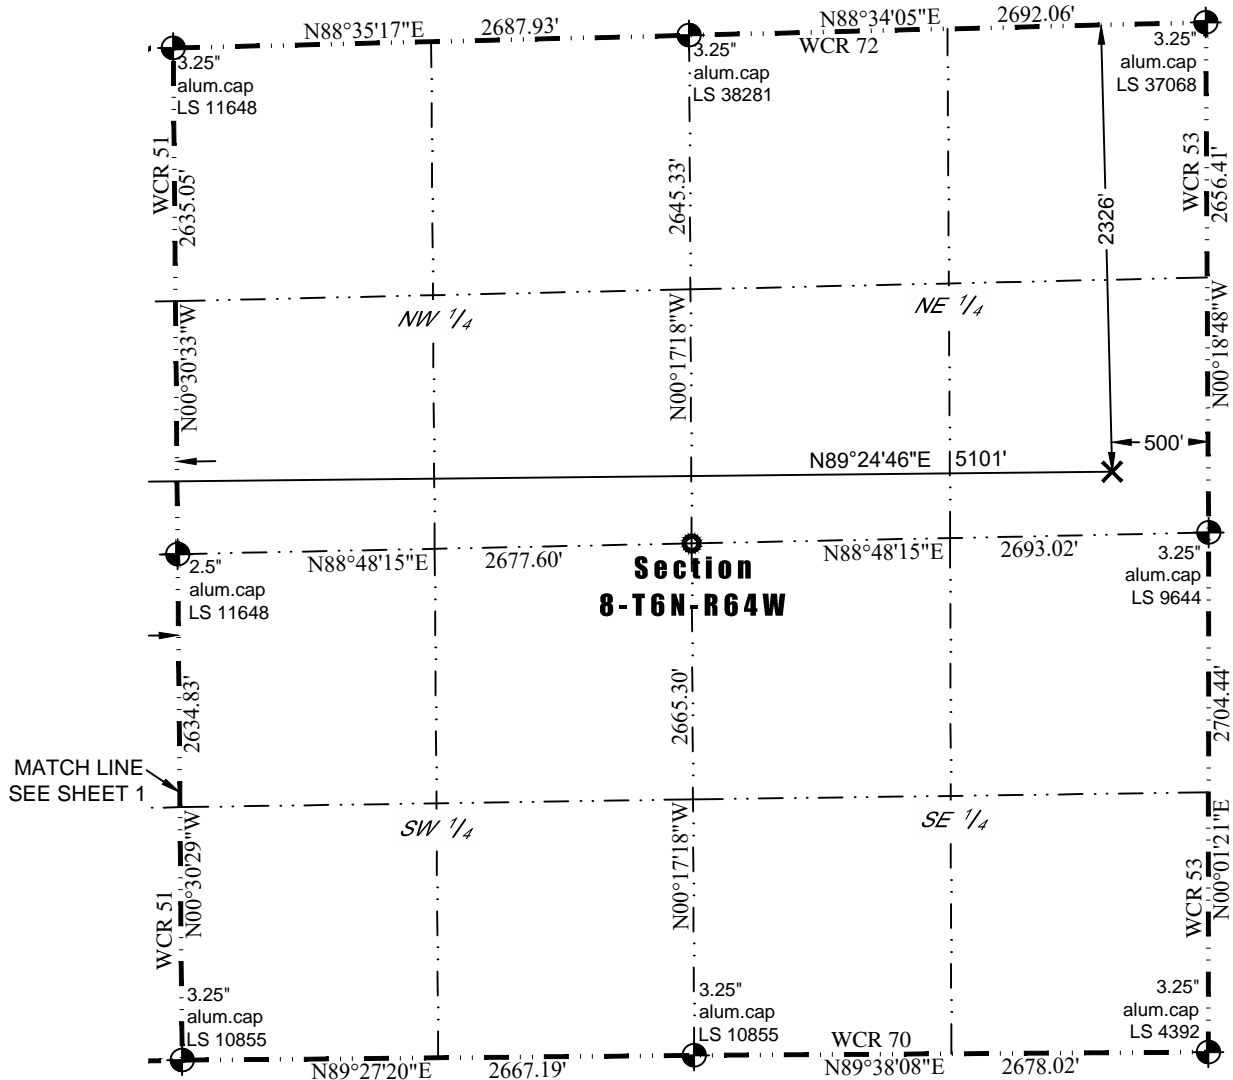 N88°35'17"E 2687.93' N88°34'05"E 2692.06'
WCR 72
3.25"
alum.cap
LS 11648
3.25"
alum.cap
LS 38281
3.25"
alum.cap
LS 37068
WCR 51
2635.05'
N00°30'33"W
2645.33'
N00°17'18"W
2326'
WCR 53
2656.41'
N00°18'48"W
NW 1/4
NE 1/4
500'
N89°24'46"E 5101'
N88°48'15"E 2677.60'
N88°48'15"E 2693.02'
2.5"
alum.cap
LS 11648
Section
8-T6N-R64W
3.25"
alum.cap
LS 9644
2634.83'
N00°30'29"W
2665.30'
N00°17'18"W
2704.44'
N00°01'21"E
MATCH LINE
SEE SHEET 1
SW 1/4
SE 1/4
WCR 51
WCR 53
3.25"
alum.cap
LS 10855
3.25"
alum.cap
LS 10855
3.25"
alum.cap
LS 4392
WCR 70
N89°27'20"E 2667.19' N89°38'08"E 2678.02'